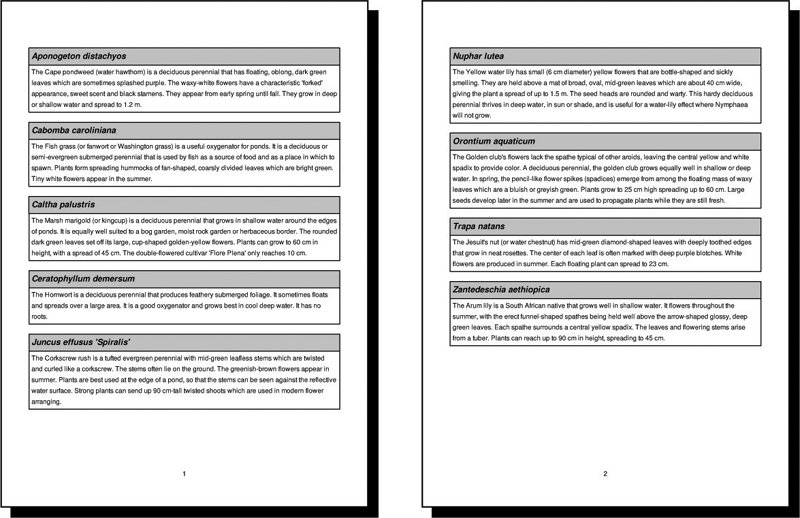 Aponogeton distachyos
The Cape pondweed (water hawthorn) is a deciduous perennial that has floating, oblong, dark green
leaves which are sometimes splashed purple. The waxy-white flowers have a characteristic 'forked'
appearance, sweet scent and black stamens. They appear from early spring until fall. They grow in deep
or shallow water and spread to 1.2 m.
Cabomba caroliniana
The Fish grass (or fanwort or Washington grass) is a useful oxygenator for ponds. It is a deciduous or
semi-evergreen submerged perennial that is used by fish as a source of food and as a place in which to
spawn. Plants form spreading hummocks of fan-shaped, coarsly divided leaves which are bright green.
Tiny white flowers appear in the summer.
Caltha palustris
The Marsh marigold (or kingcup) is a deciduous perennial that grows in shallow water around the edges
of ponds. It is equally well suited to a bog garden, moist rock garden or herbaceous border. The rounded
dark green leaves set off its large, cup-shaped golden-yellow flowers. Plants can grow to 60 cm in
height, with a spread of 45 cm. The double-flowered cultivar 'Flore Plena' only reaches 10 cm.
Ceratophyllum demersum
The Hornwort is a deciduous perennial that produces feathery submerged foliage. It sometimes floats
and spreads over a large area. It is a good oxygenator and grows best in cool deep water. It has no
roots.
Juncus effusus 'Spiralis'
The Corkscrew rush is a tufted evergreen perennial with mid-green leafless stems which are twisted
and curled like a corkscrew. The stems often lie on the ground. The greenish-brown flowers appear in
summer. Plants are best used at the edge of a pond, so that the stems can be seen against the reflective
water surface. Strong plants can send up 90 cm-tall twisted shoots which are used in modern flower
arranging.
1
Nuphar lutea
The Yellow water lily has small (6 cm diameter) yellow flowers that are bottle-shaped and sickly
smelling. They are held above a mat of broad, oval, mid-green leaves which are about 40 cm wide,
giving the plant a spread of up to 1.5 m. The seed heads are rounded and warty. This hardy deciduous
perennial thrives in deep water, in sun or shade, and is useful for a water-lily effect where Nymphaea
will not grow.
Orontium aquaticum
The Golden club's flowers lack the spathe typical of other aroids, leaving the central yellow and white
spadix to provide color. A deciduous perennial, the golden club grows equally well in shallow or deep
water. In spring, the pencil-like flower spikes (spadices) emerge from among the floating mass of waxy
leaves which are a bluish or greyish green. Plants grow to 25 cm high spreading up to 60 cm. Large
seeds develop later in the summer and are used to propagate plants while they are still fresh.
Trapa natans
The Jesuit's nut (or water chestnut) has mid-green diamond-shaped leaves with deeply toothed edges
that grow in neat rosettes. The center of each leaf is often marked with deep purple blotches. White
flowers are produced in summer. Each floating plant can spread to 23 cm.
Zantedeschia aethiopica
The Arum lily is a South African native that grows well in shallow water. It flowers throughout the
summer, with the erect funnel-shaped spathes being held well above the arrow-shaped glossy, deep
green leaves. Each spathe surrounds a central yellow spadix. The leaves and flowering stems arise
from a tuber. Plants can reach up to 90 cm in height, spreading to 45 cm.
2